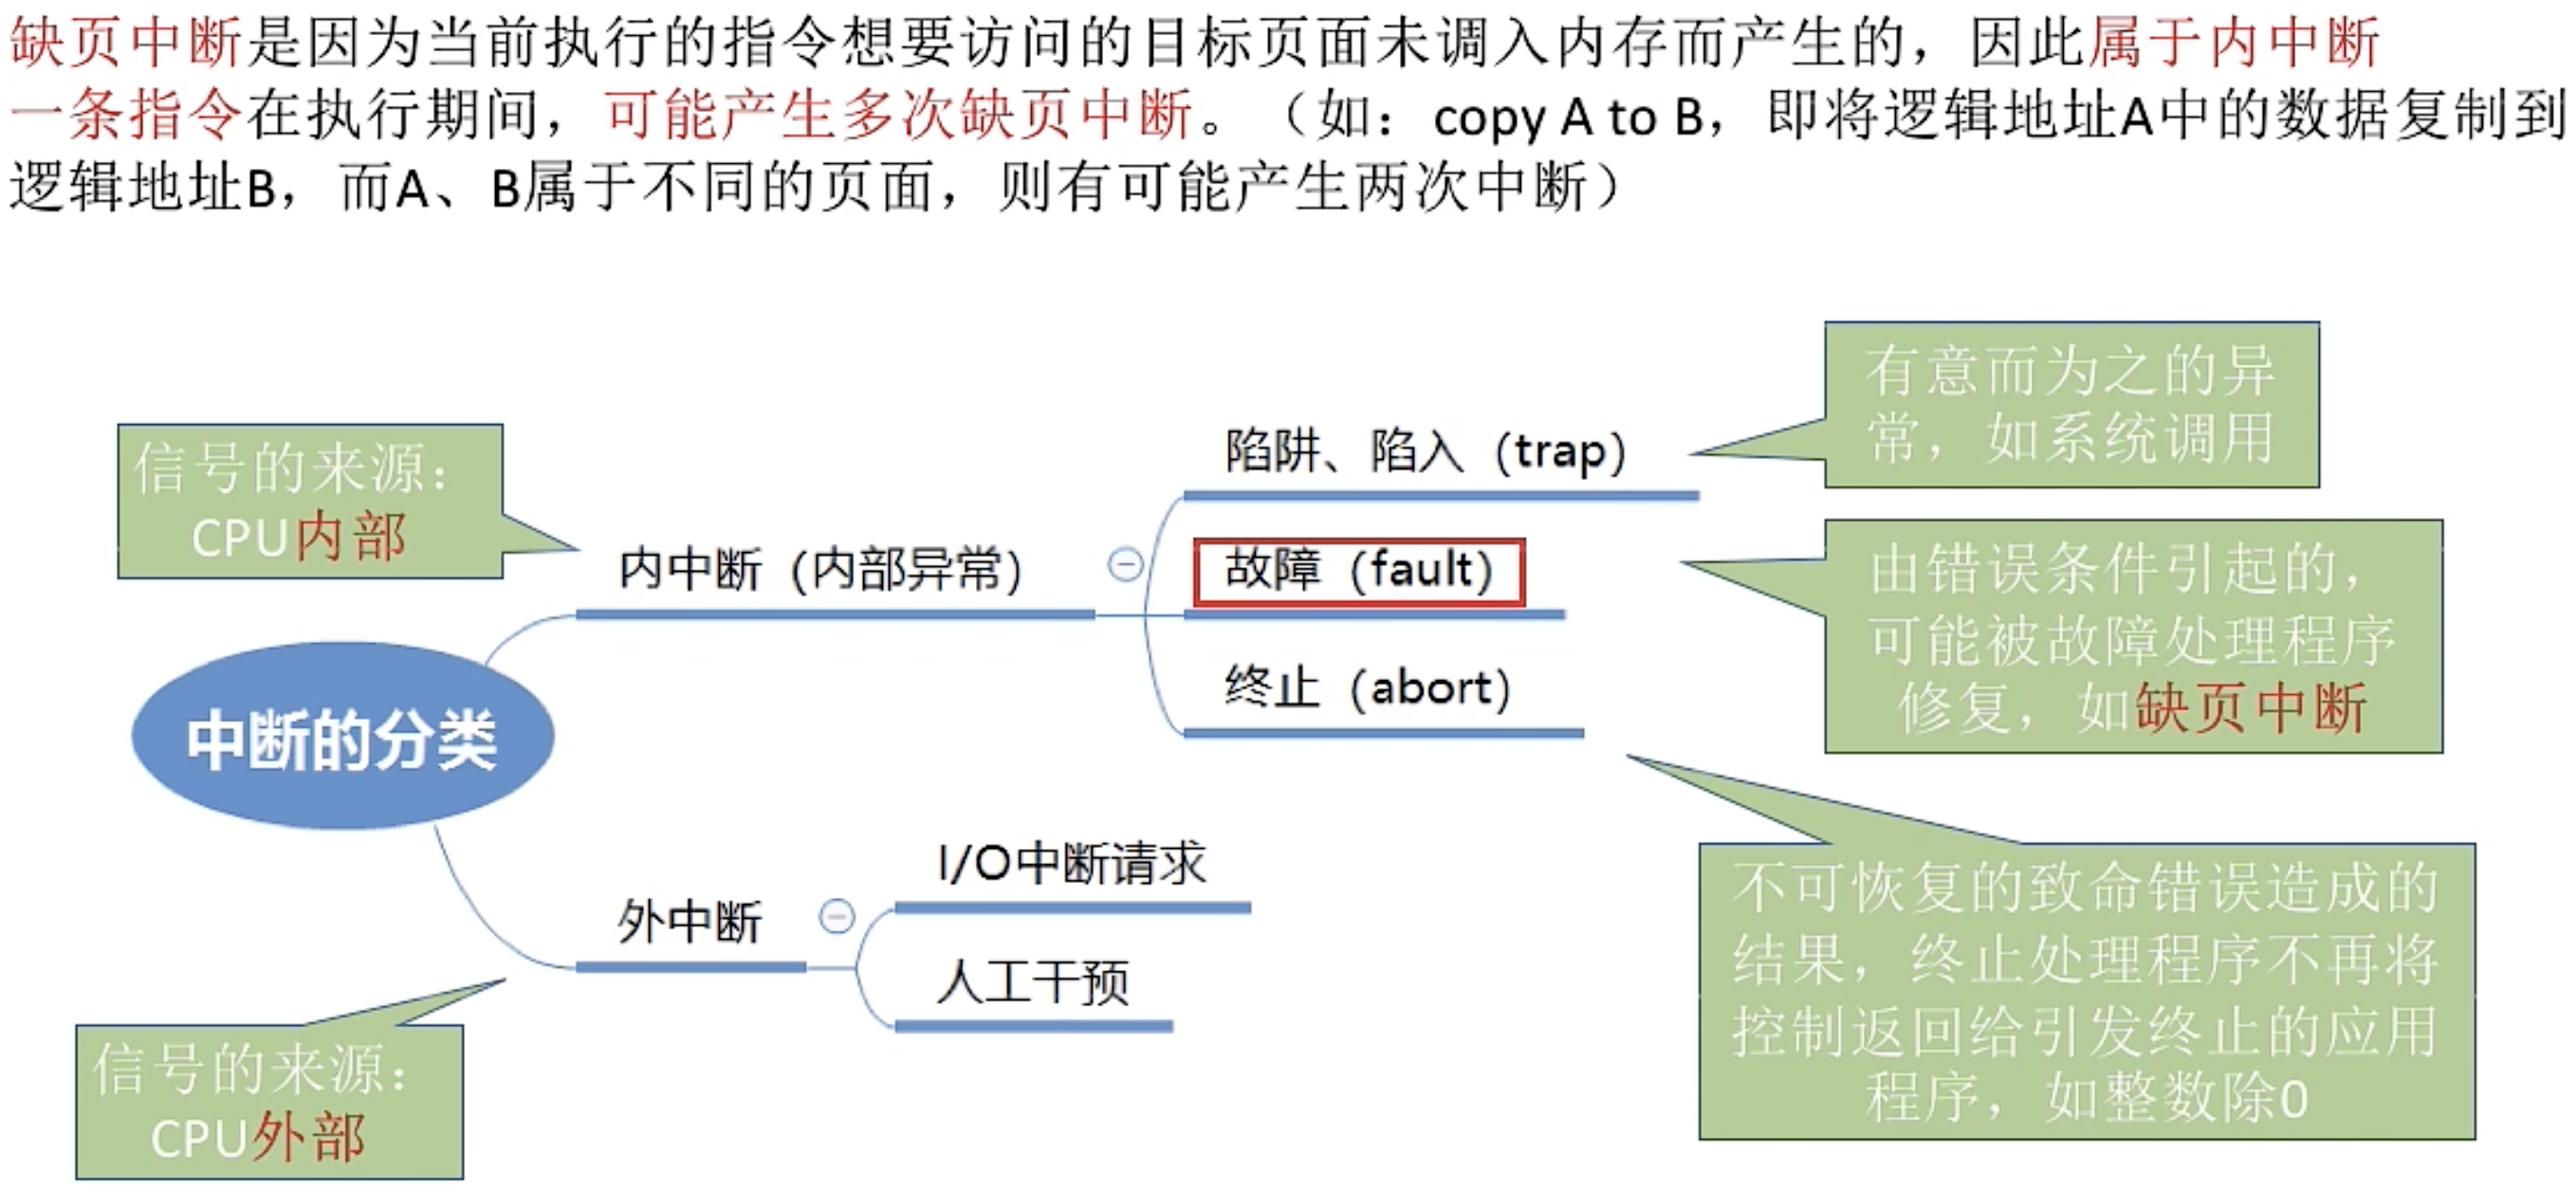 缺页中断是因为当前执行的指令想要访问的目标页面未调入内存而产生的，因此属于内中断
一条指令在执行期间，可能产生多次缺页中断。（如：copy A to B，即将逻辑地址A中的数据复制到
逻辑地址B，而A、B属于不同的页面，则有可能产生两次中断）
有意而为之的异
常，如系统调用
信号的来源：
CPU内部
陷阱、陷入（trap）
内中断（内部异常）
故障（fault）
由错误条件引起的，
可能被故障处理程序
修复，如缺页中断
终止（abort）
中断的分类
I/O中断请求
外中断
人工干预
不可恢复的致命错误造成的
结果，终止处理程序不再将
控制返回给引发终止的应用
程序，如整数除0
信号的来源：
CPU外部